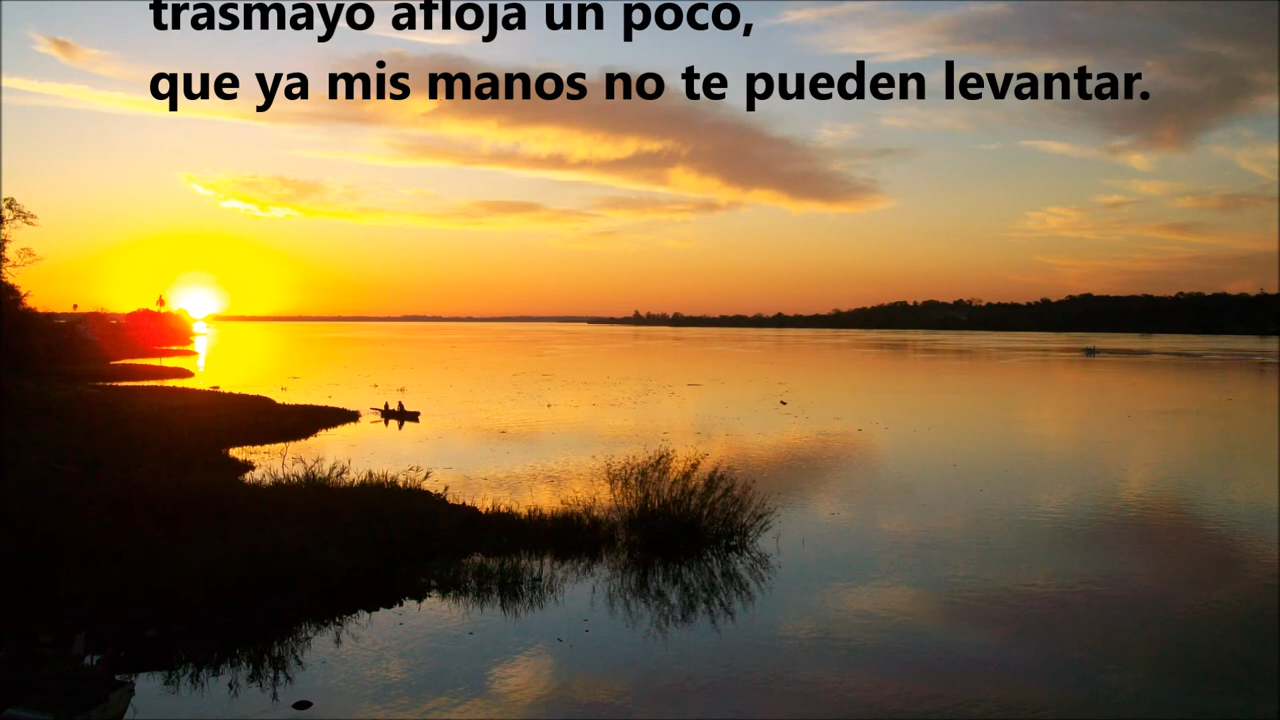 trasmayo afloja un poco,
que ya mis manos no te pueden levantar.